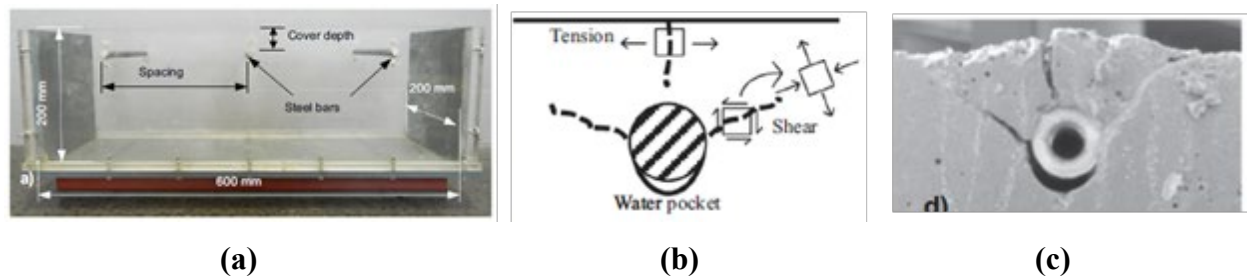 Cover depth
Spacing
200 mm
200 mm
Steel bars
a)
600 mm
Tension
Shear
Water pocket
d)
(a)
(b)
(c)